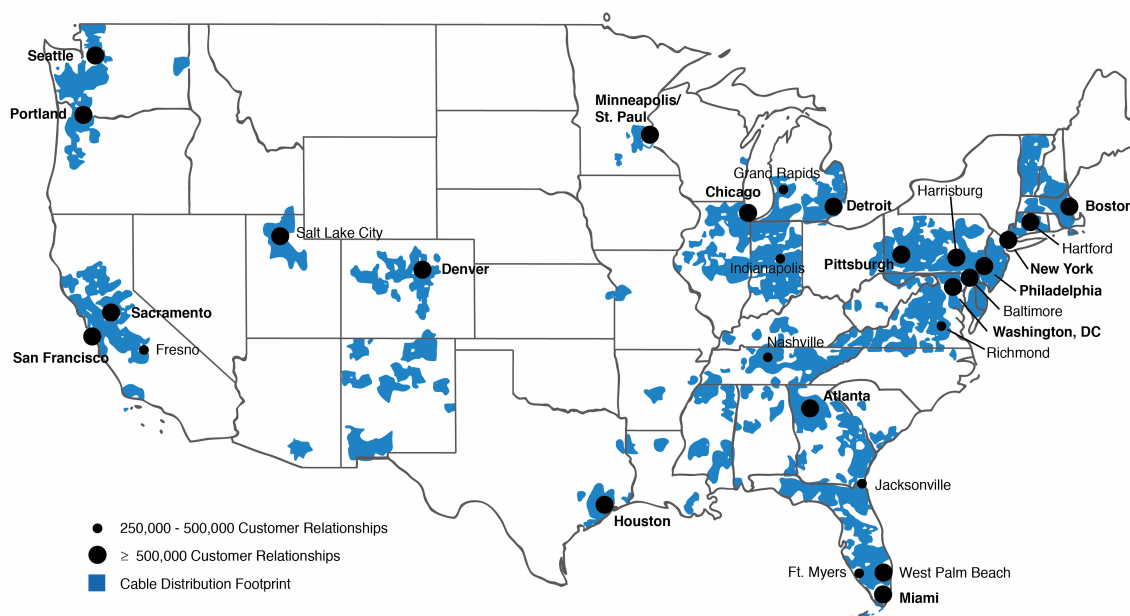 Seattle
Portland
Minneapolis/
St. Paul
Grand Rapids
Chicago
Detroit
Harrisburg
Boston
Hartford
New York
Pittsburgh
Philadelphia
Baltimore
Washington, DC
Richmond
Salt Lake City
Denver
Indianapolis
Sacramento
San Francisco
Fresno
Nashville
Atlanta
Jacksonville
Houston
Ft. Myers
West Palm Beach
Miami
250,000 - 500,000 Customer Relationships
≥ 500,000 Customer Relationships
Cable Distribution Footprint